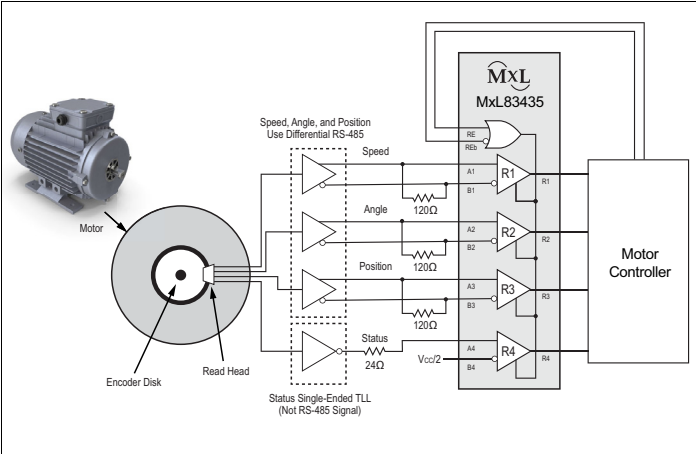 MxL
MxL83435
Speed, Angle, and Position
Use Differential RS-485
Speed
RE
REb
A1
B1
R1
R1
120Ω
Angle
A2
B2
R2
R2
120Ω
Motor
Position
A3
B3
R3
R3
120Ω
Motor
Controller
Status
24Ω
A4
VCC/2
B4
R4
R4
Encoder Disk
Read Head
Status Single-Ended TLL
(Not RS-485 Signal)